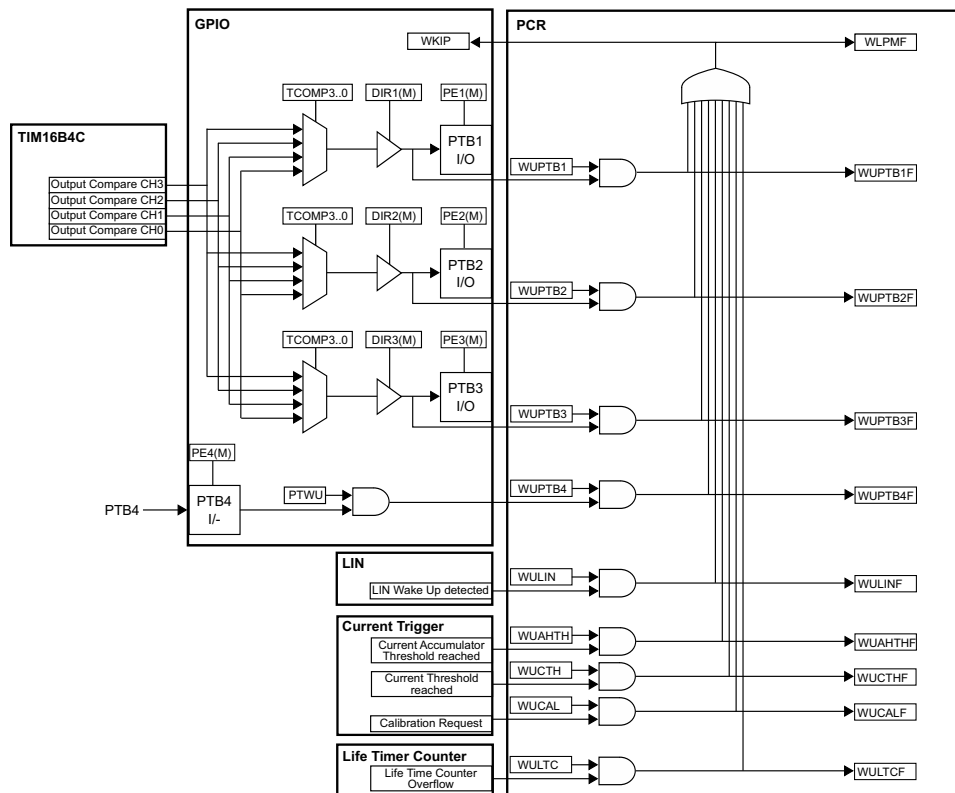 GPIO
PCR
WKIP
WLPMF
TCOMP3..0
DIR1(M)
PE1(M)
TIM16B4C
PTB1
I/O
WUPTB1
WUPTB1F
Output Compare CH3
Output Compare CH2
Output Compare CH1
Output Compare CH0
TCOMP3..0
DIR2(M)
PE2(M)
PTB2
I/O
WUPTB2
WUPTB2F
TCOMP3..0
DIR3(M)
PE3(M)
PTB3
I/O
WUPTB3
WUPTB3F
PE4(M)
PTB4
PTB4
I/-
PTWU
WUPTB4
WUPTB4F
LIN
LIN Wake Up detected
WULIN
WULINF
Current Trigger
Current Accumulator
Threshold reached
WUAHTH
WUAHTHF
Current Threshold
reached
WUCTH
WUCTHF
Calibration Request
WUCAL
WUCALF
Life Timer Counter
Life Time Counter
Overflow
WULTC
WULTCF